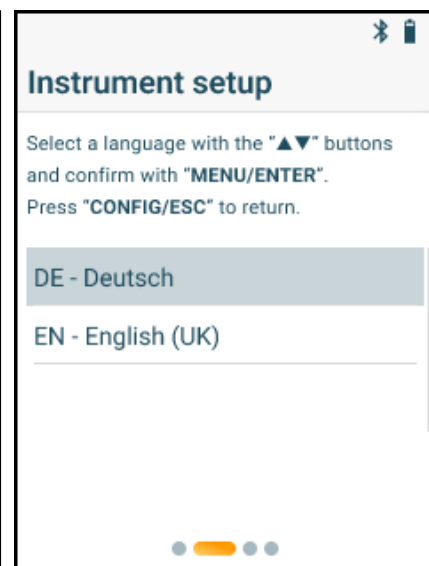 Instrument setup
Select a language with the "▲▼" buttons
and confirm with "MENU/ENTER".
Press "CONFIG/ESC" to return.
DE - Deutsch
EN - English (UK)